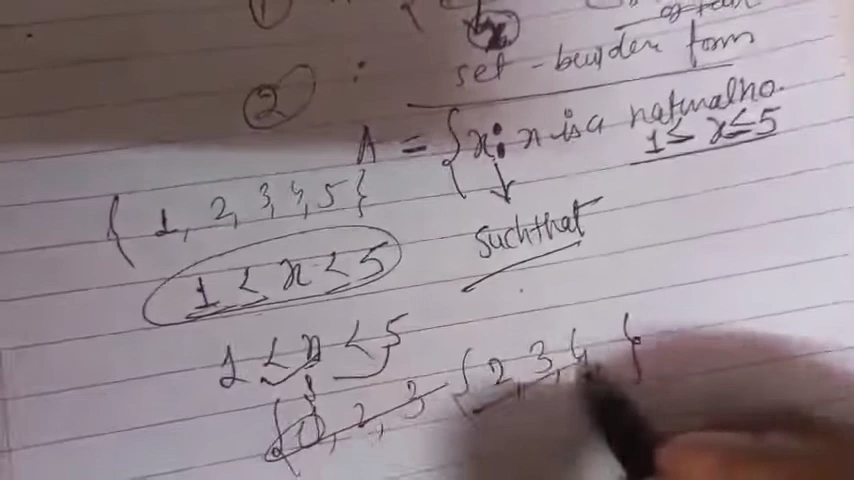 ①
② : set-builder form
A = {x : x is a natural no.
1 ≤ x ≤ 5
{1, 2, 3, 4, 5}
such that
1 ≤ x ≤ 5
1 < x < 5
{1, 2, 3 {2, 3, 4 }